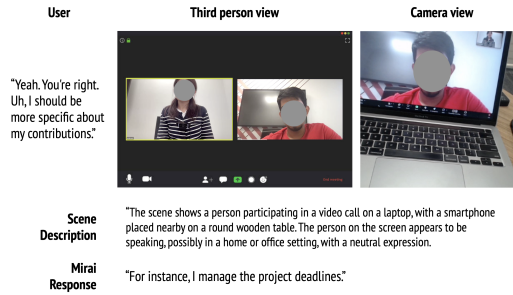 User
Third person view
Camera view
“Yeah. You're right.
Uh, I should be
more specific about
my contributions.”
Scene
Description
“The scene shows a person participating in a video call on a laptop, with a smartphone
placed nearby on a round wooden table. The person on the screen appears to be
speaking, possibly in a home or office setting, with a neutral expression.
Mirai
Response
“For instance, I manage the project deadlines.”